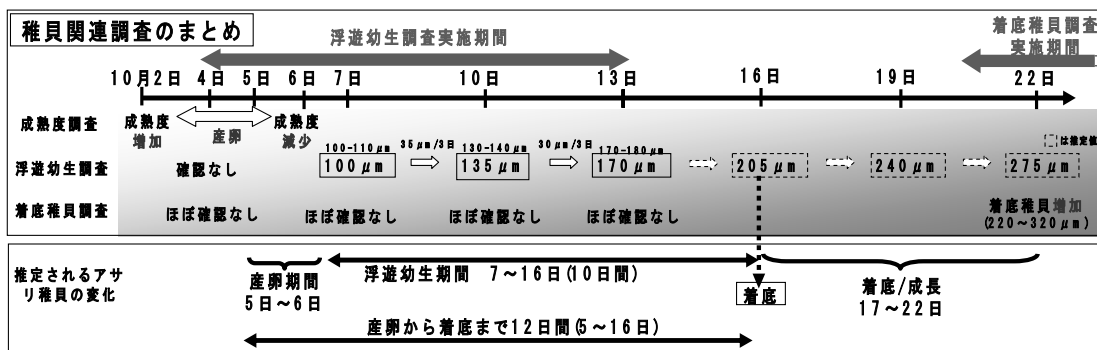 稚貝関連調査のまとめ
浮遊幼生調査実施期間
着底稚貝調査
実施期間
10月2日 4日 5日 6日 7日 10日 13日 16日 19日 22日
成熟度調査
成熟度
増加
産卵
成熟度
減少
は推定値
浮遊幼生調査
確認なし
100-110μm
100μm
35μm/3日
130-140μm
135μm
30μm/3日
170-180μm
170μm
205μm
240μm
275μm
着底稚貝調査
ほぼ確認なし ほぼ確認なし ほぼ確認なし ほぼ確認なし
着底稚貝増加
(220～320μm)
推定されるアサ
リ稚貝の変化
産卵期間
5日～6日
浮遊幼生期間 7～16日(10日間)
着底
着底/成長
17～22日
産卵から着底まで12日間(5～16日)